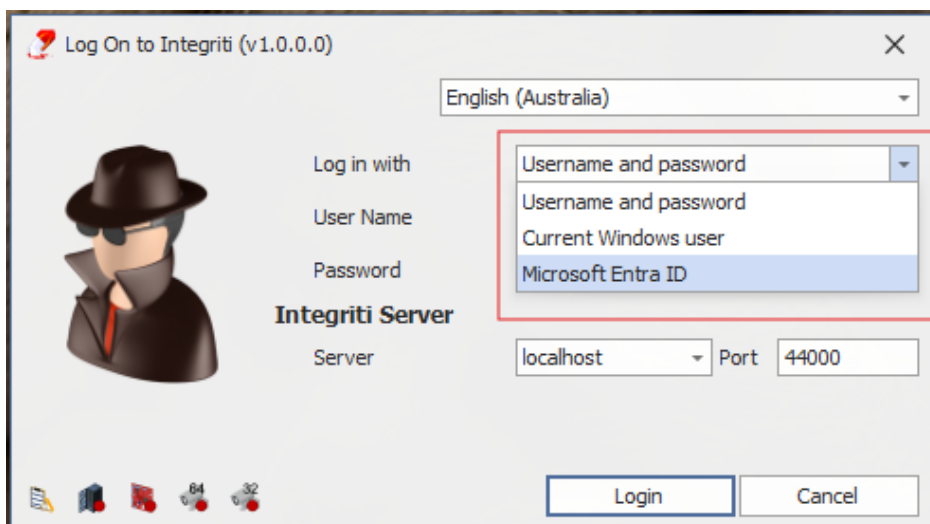 Log On to Integriti (v1.0.0.0)
English (Australia)
Log in with
Username and password
Username and password
User Name
Current Windows user
Password
Microsoft Entra ID
Integriti Server
Server
localhost
Port
44000
64
32
Login
Cancel